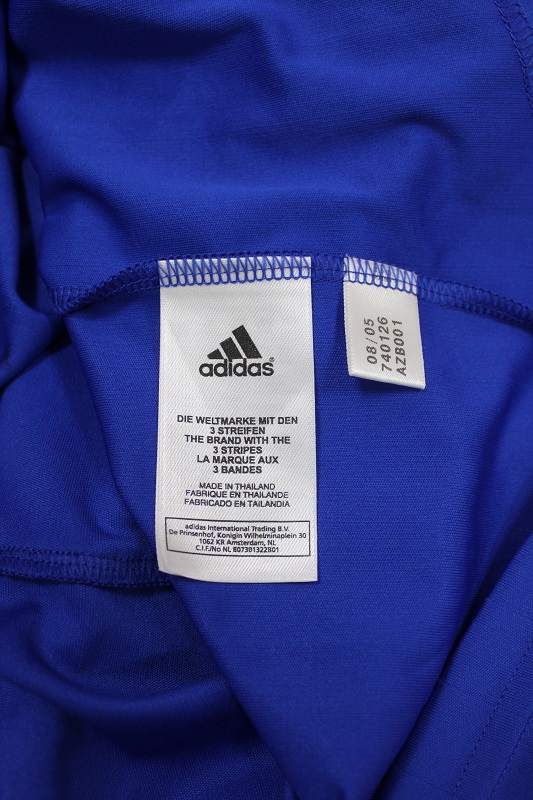 adidas
DIE WELTMARKE MIT DEN
3 STREIFEN
THE BRAND WITH THE
3 STRIPES
LA MARQUE AUX
3 BANDES
MADE IN THAILAND
FABRIQUE EN THAILANDE
FABRICADO EN TAILANDIA
adidas International Trading B.V.
De Prinsenhof, Konigin Wilhelminaplein 30
1062 KR Amsterdam, NL
C.I.F./No NL 807301322B01
08/05
740126
AZB001